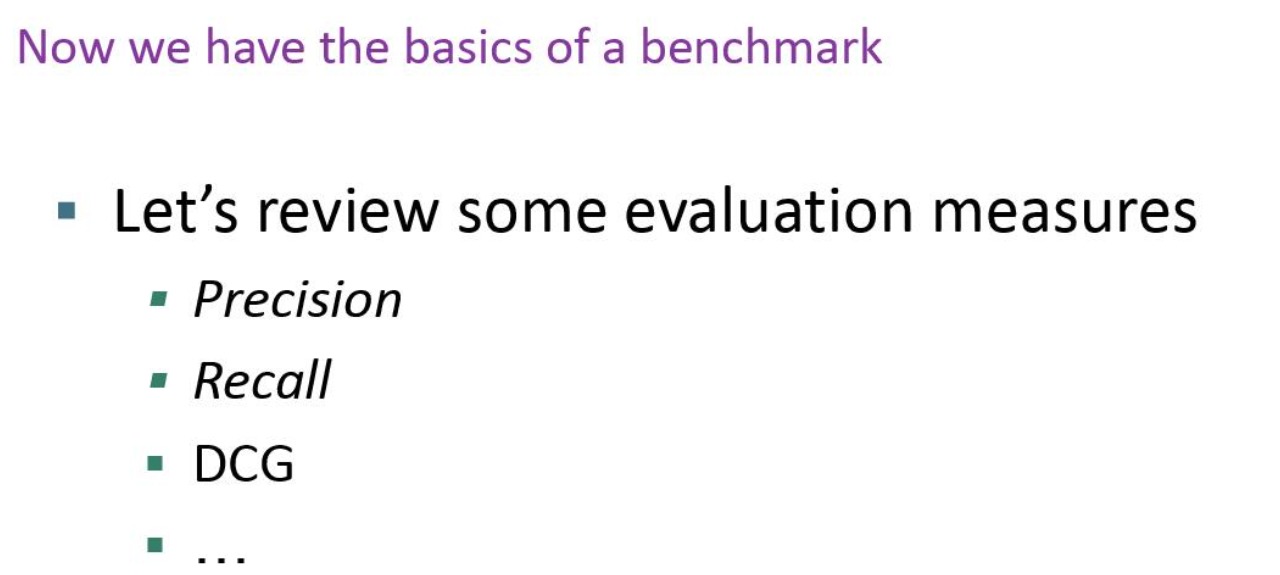 Now we have the basics of a benchmark
Let’s review some evaluation measures
Precision
Recall
DCG
…